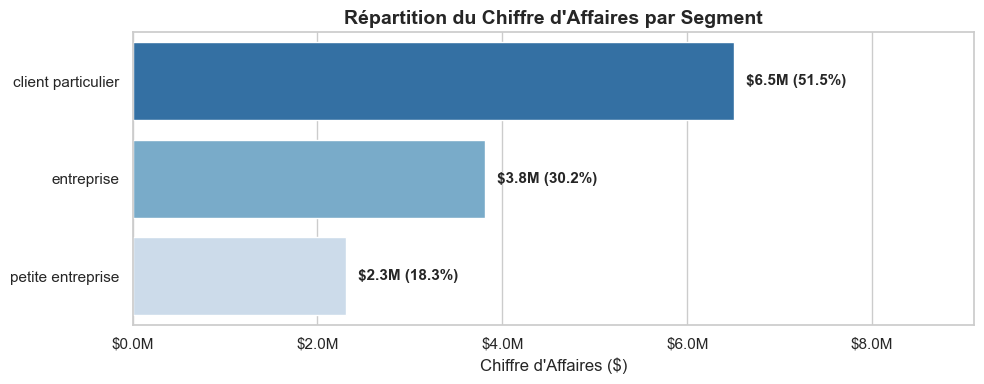 Répartition du Chiffre d'Affaires par Segment
client particulier
$6.5M (51.5%)
entreprise
$3.8M (30.2%)
petite entreprise
$2.3M (18.3%)
$0.0M $2.0M $4.0M $6.0M $8.0M
Chiffre d'Affaires ($)